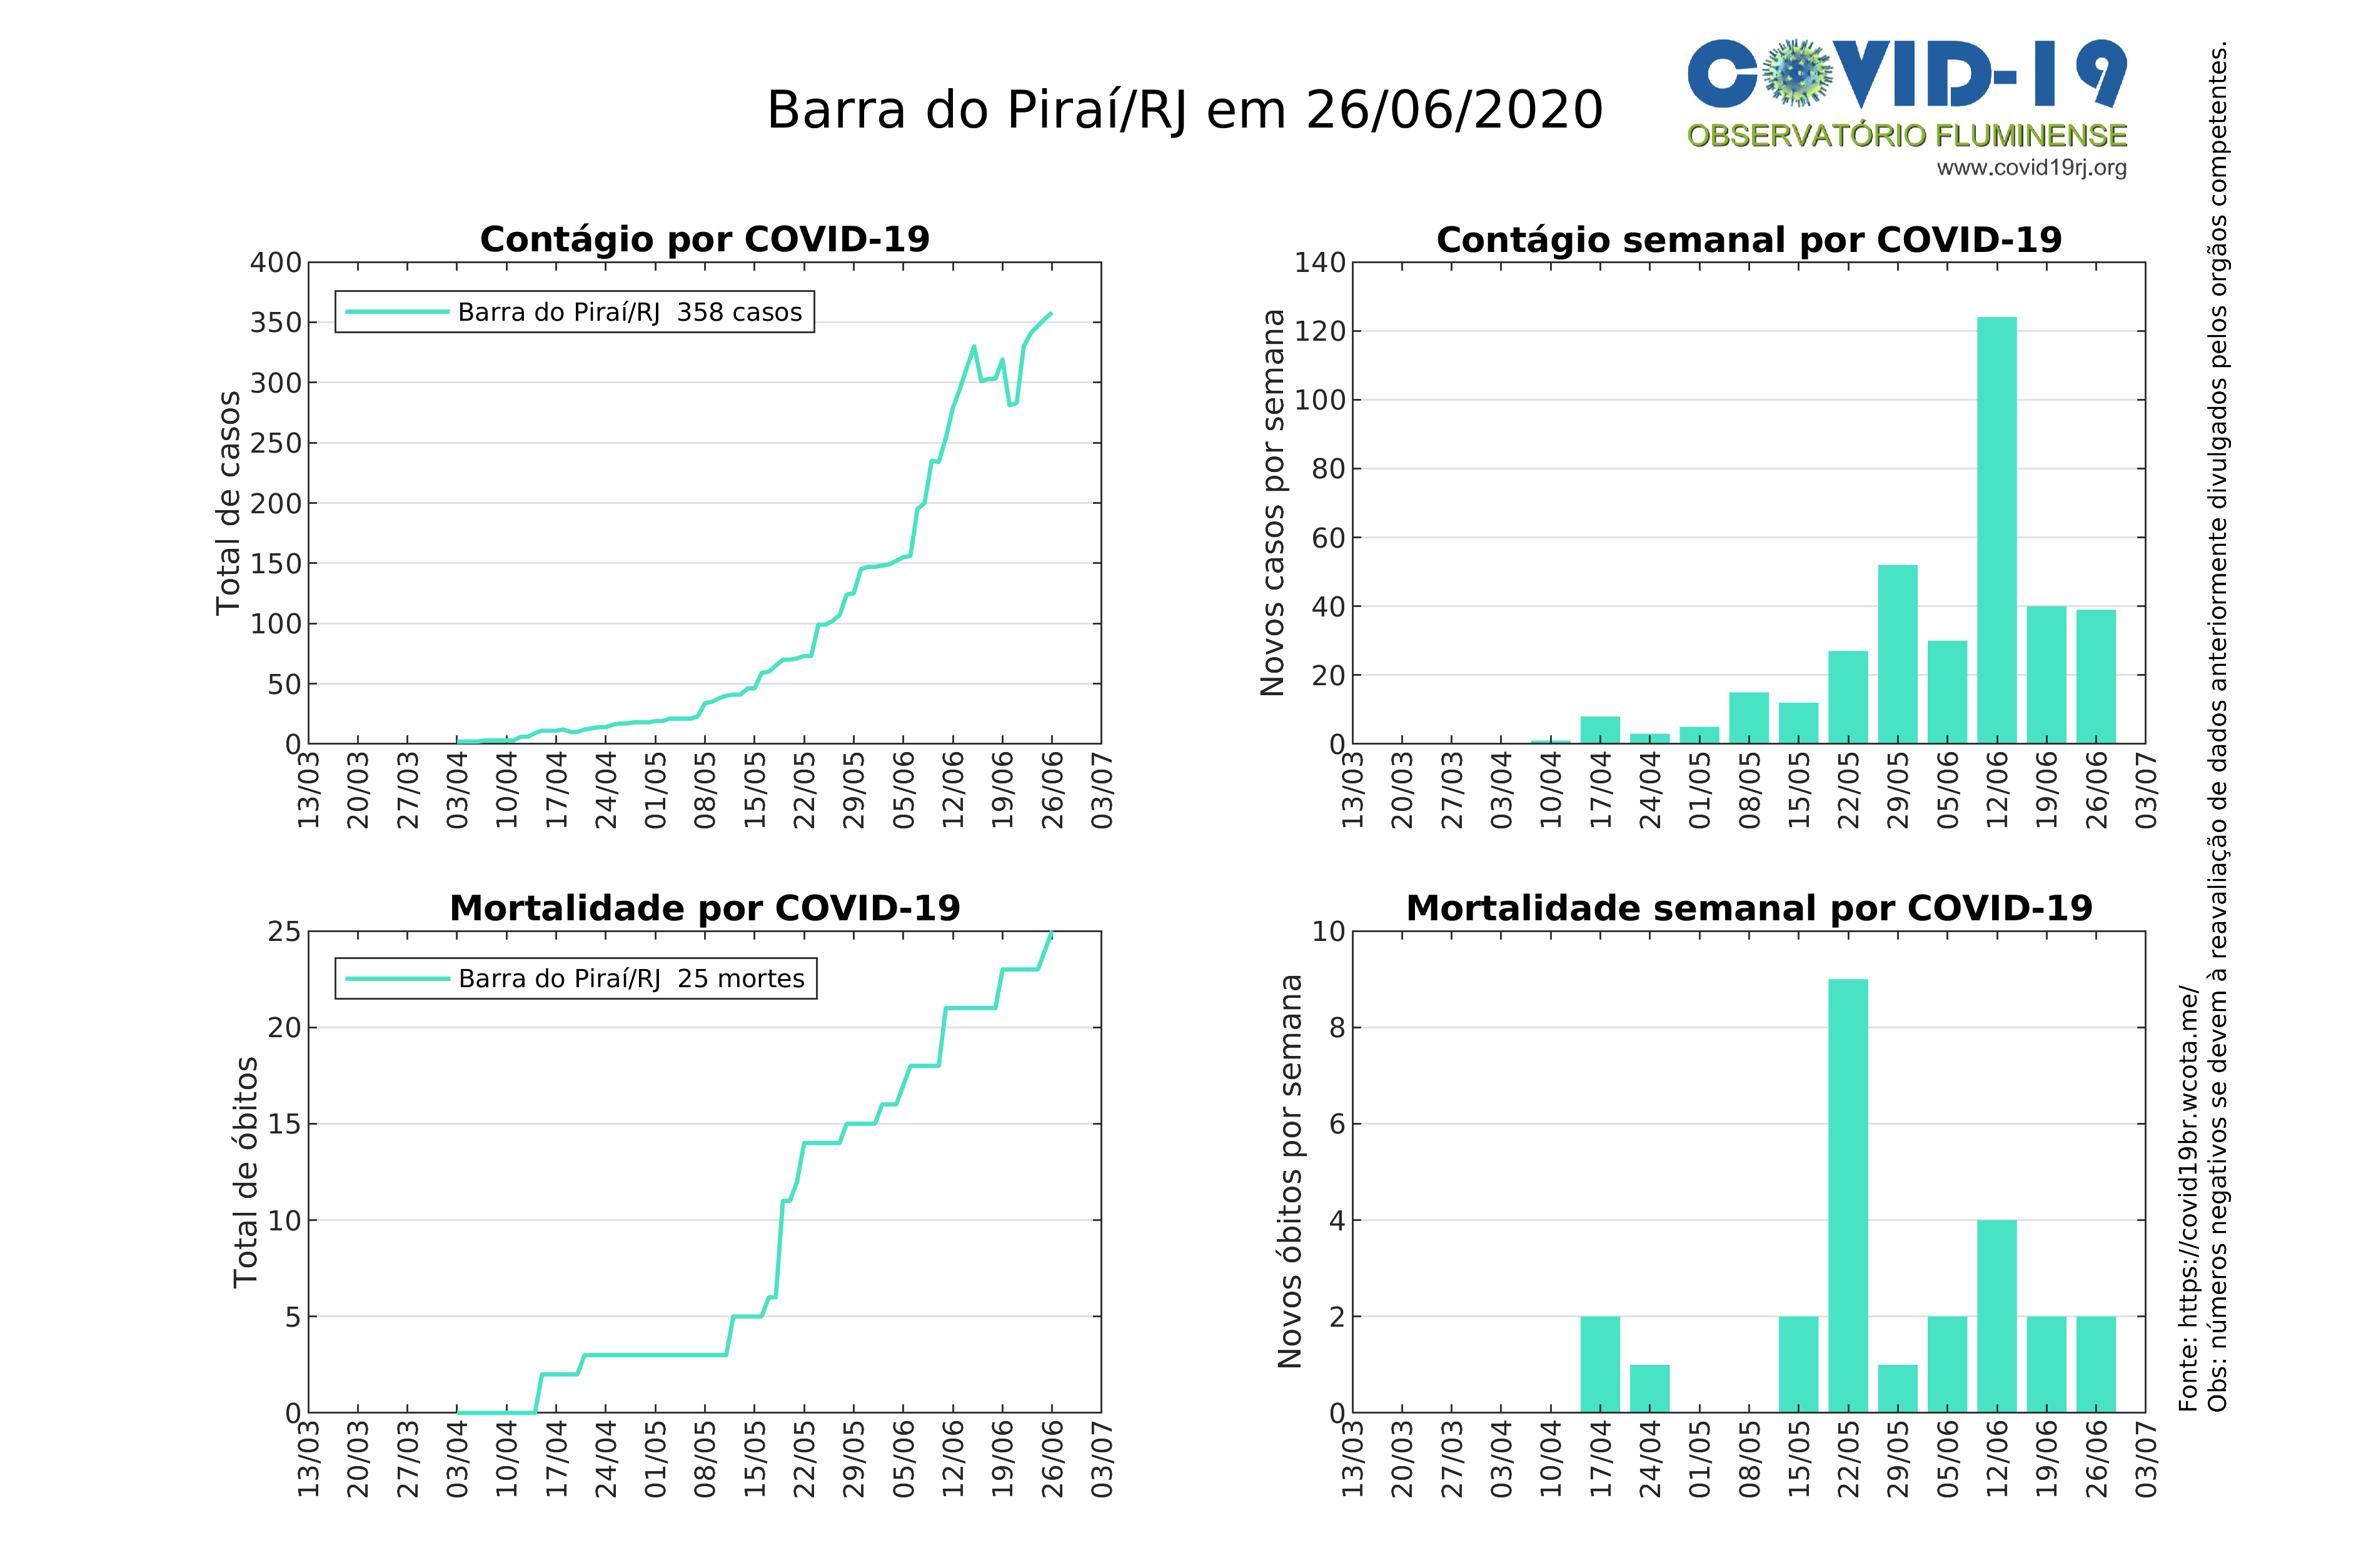 Barra do Piraí/RJ em 26/06/2020
COVID-19
OBSERVATÓRIO FLUMINENSE
www.covid19rj.org
Contágio por COVID-19
Total de casos
400
350
300
250
200
150
100
50
0
Barra do Piraí/RJ 358 casos
13/03 20/03 27/03 03/04 10/04 17/04 24/04 01/05 08/05 15/05 22/05 29/05 05/06 12/06 19/06 26/06 03/07
Contágio semanal por COVID-19
Novos casos por semana
140
120
100
80
60
40
20
0
13/03 20/03 27/03 03/04 10/04 17/04 24/04 01/05 08/05 15/05 22/05 29/05 05/06 12/06 19/06 26/06 03/07
Mortalidade por COVID-19
Total de óbitos
25
20
15
10
5
0
Barra do Piraí/RJ 25 mortes
13/03 20/03 27/03 03/04 10/04 17/04 24/04 01/05 08/05 15/05 22/05 29/05 05/06 12/06 19/06 26/06 03/07
Mortalidade semanal por COVID-19
Novos óbitos por semana
10
8
6
4
2
0
13/03 20/03 27/03 03/04 10/04 17/04 24/04 01/05 08/05 15/05 22/05 29/05 05/06 12/06 19/06 26/06 03/07
Fonte: https://covid19br.wcota.me/
Obs: números negativos se devem à reavaliação de dados anteriormente divulgados pelos orgãos competentes.